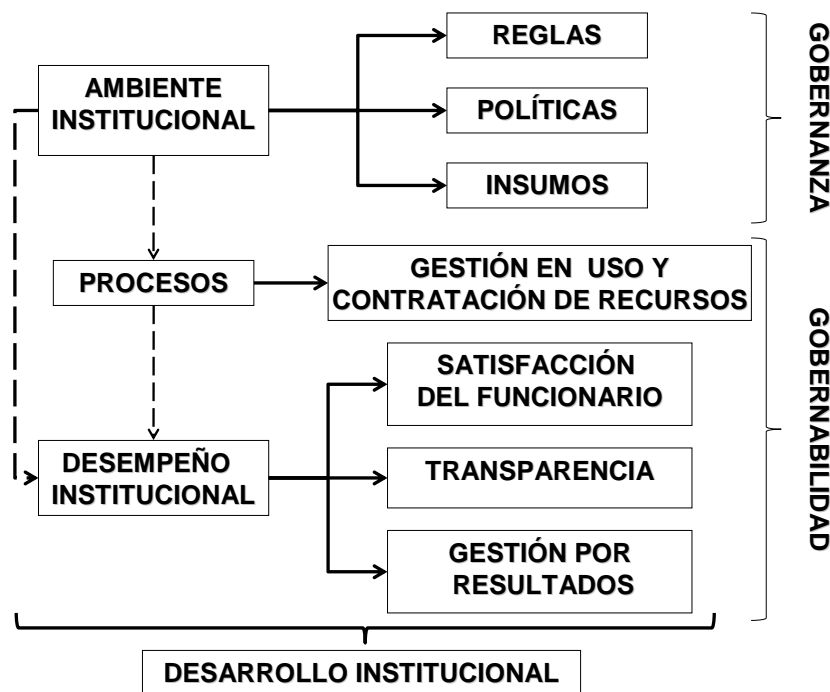 REGLAS
AMBIENTE
INSTITUCIONAL
POLÍTICAS
INSUMOS
GOBERNANZA
PROCESOS
GESTIÓN EN USO Y
CONTRATACIÓN DE RECURSOS
SATISFACCIÓN
DEL FUNCIONARIO
DESEMPEÑO
INSTITUCIONAL
TRANSPARENCIA
GESTIÓN POR
RESULTADOS
GOBERNABILIDAD
DESARROLLO INSTITUCIONAL